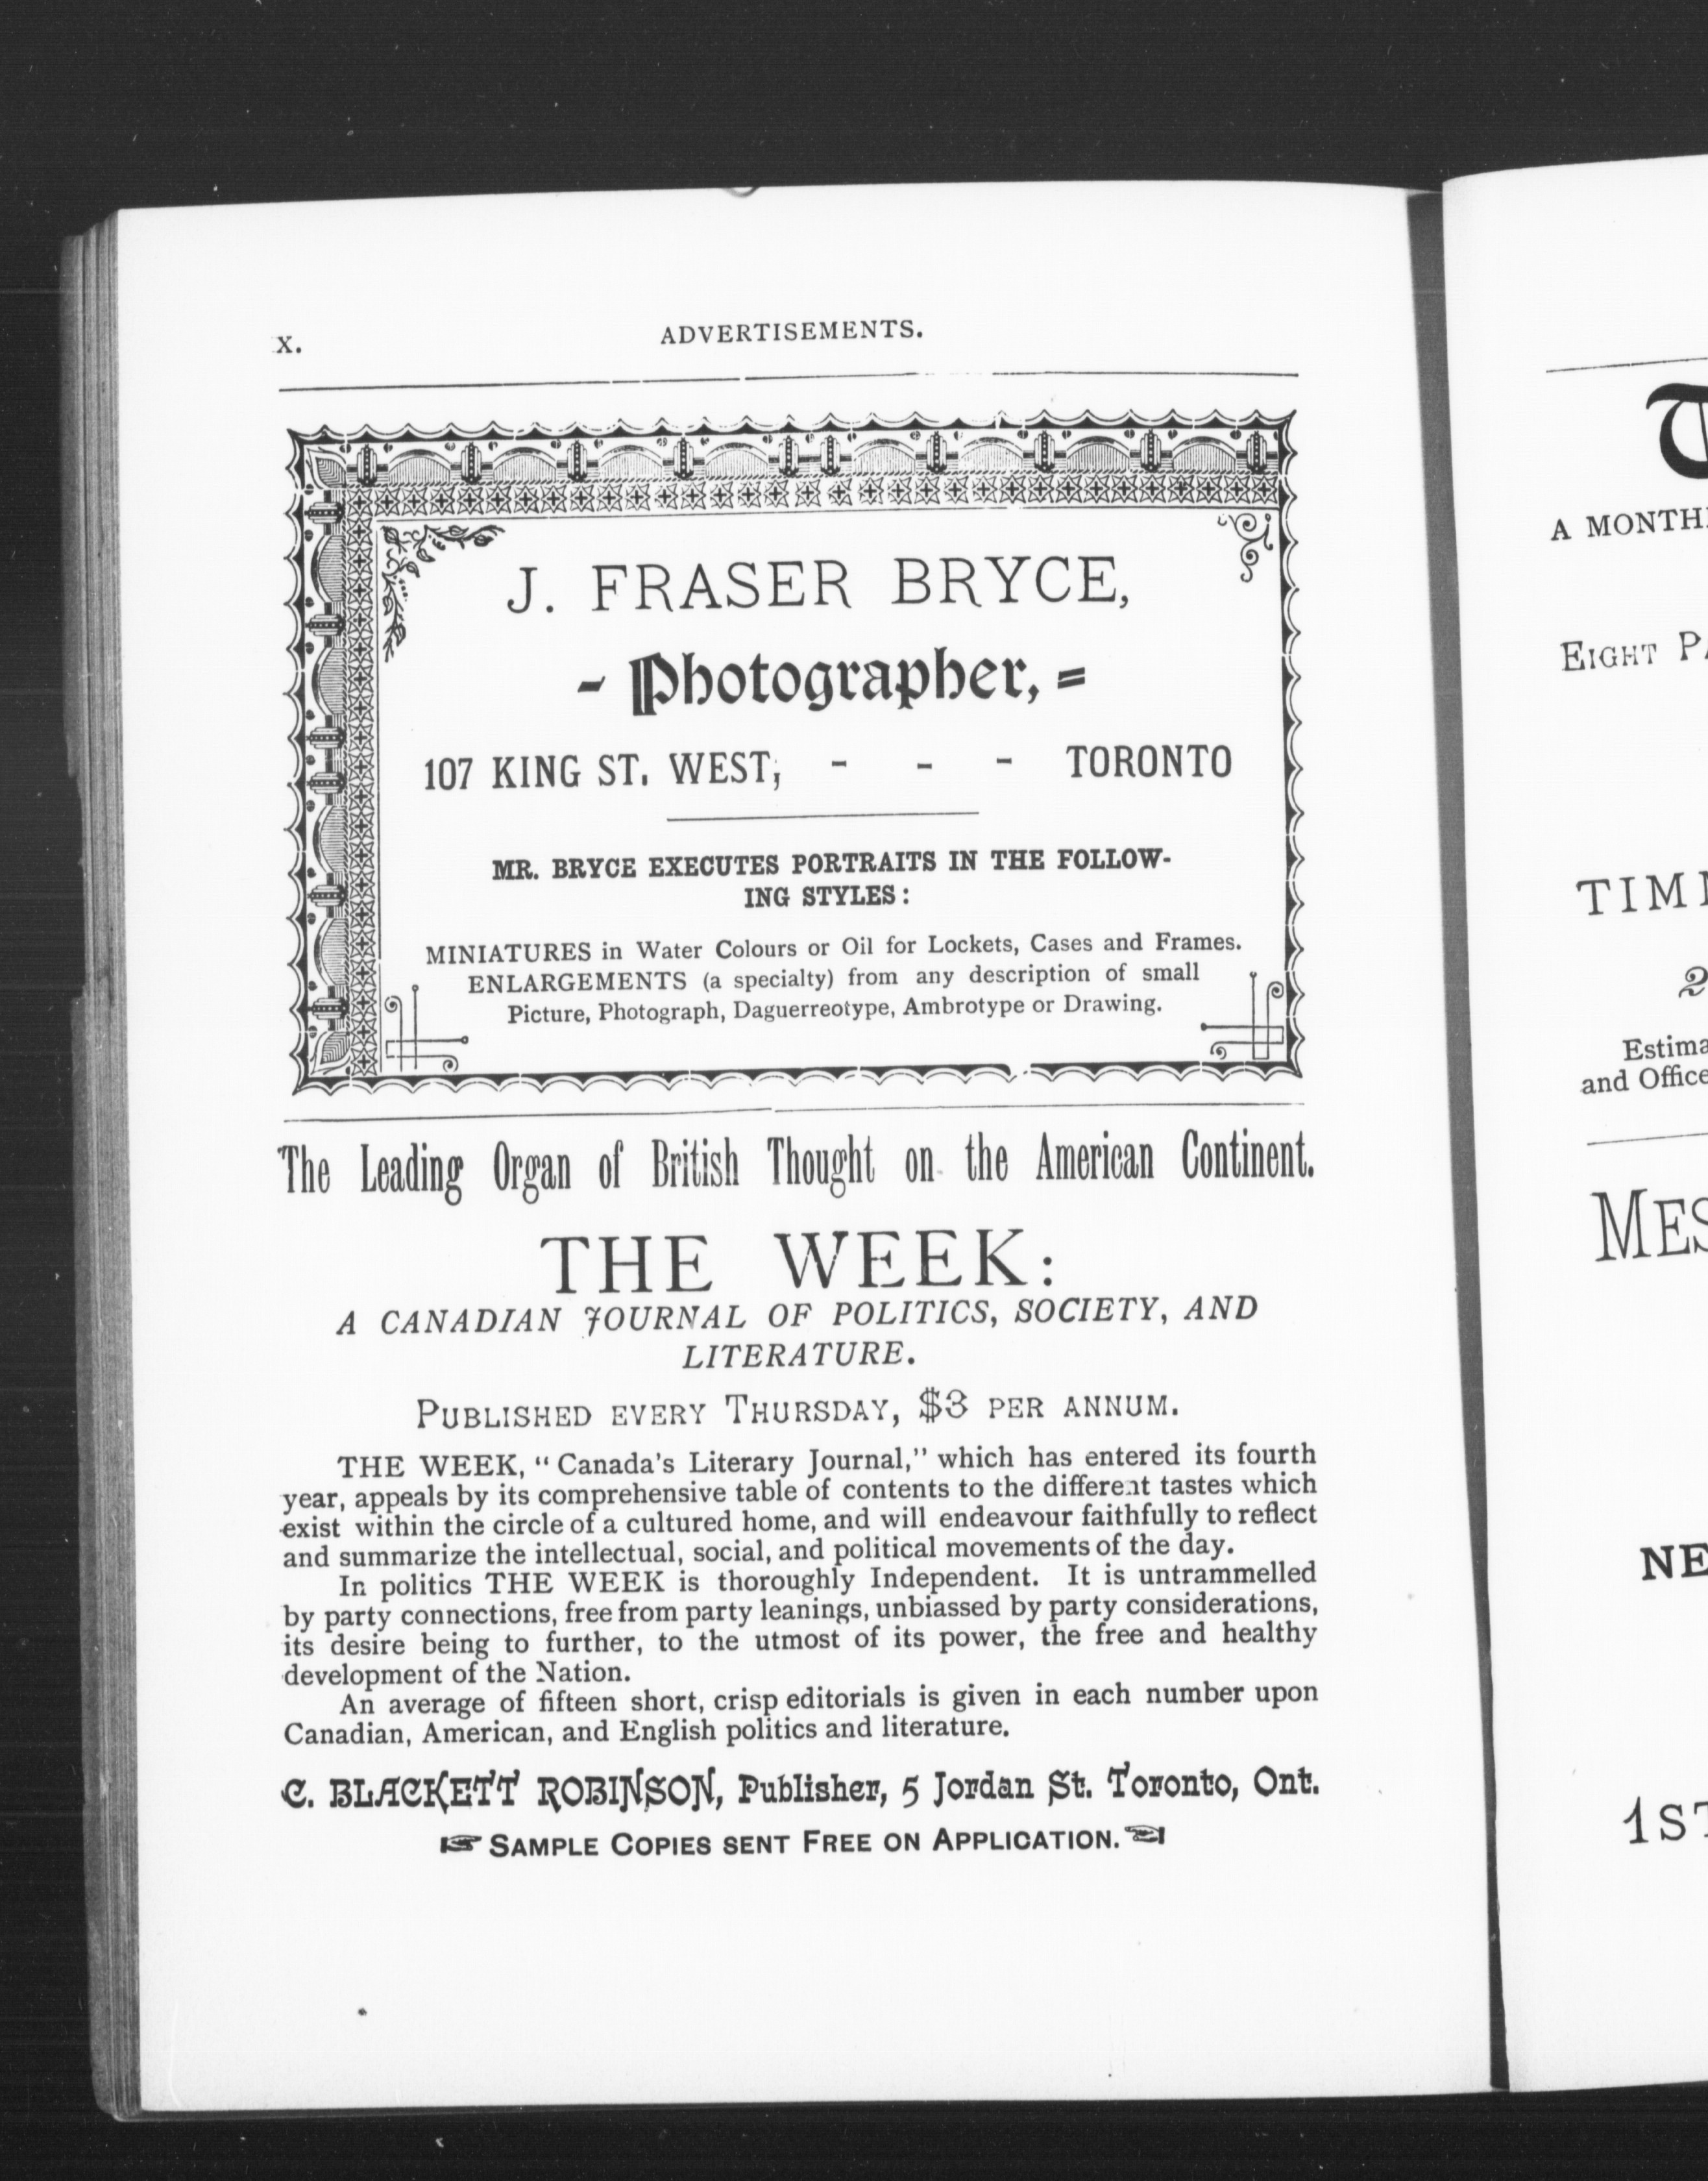 x.
ADVERTISEMENTS.
J. FRASER BRYCE,
- Photographer, =
107 KING ST. WEST, - - - TORONTO
MR. BRYCE EXECUTES PORTRAITS IN THE FOLLOW-
ING STYLES:
MINIATURES in Water Colours or Oil for Lockets, Cases and Frames.
ENLARGEMENTS (a specialty) from any description of small
Picture, Photograph, Daguerreotype, Ambrotype or Drawing.
The Leading Organ of British Thought on the American Continent.
THE WEEK:
A CANADIAN JOURNAL OF POLITICS, SOCIETY, AND
LITERATURE.
PUBLISHED EVERY THURSDAY, $3 PER ANNUM.
THE WEEK, “Canada's Literary Journal,” which has entered its fourth
year, appeals by its comprehensive table of contents to the different tastes which
exist within the circle of a cultured home, and will endeavour faithfully to reflect
and summarize the intellectual, social, and political movements of the day.
In politics THE WEEK is thoroughly Independent. It is untrammelled
by party connections, free from party leanings, unbiassed by party considerations,
its desire being to further, to the utmost of its power, the free and healthy
development of the Nation.
An average of fifteen short, crisp editorials is given in each number upon
Canadian, American, and English politics and literature.
C. BLACKETT ROBINSON, Publisher, 5 Jordan St. Toronto, Ont.
☞ SAMPLE COPIES SENT FREE ON APPLICATION. ☜
A MONTH
EIGHT PA
TIM
2
Estima
and Office
MES
NE
1ST